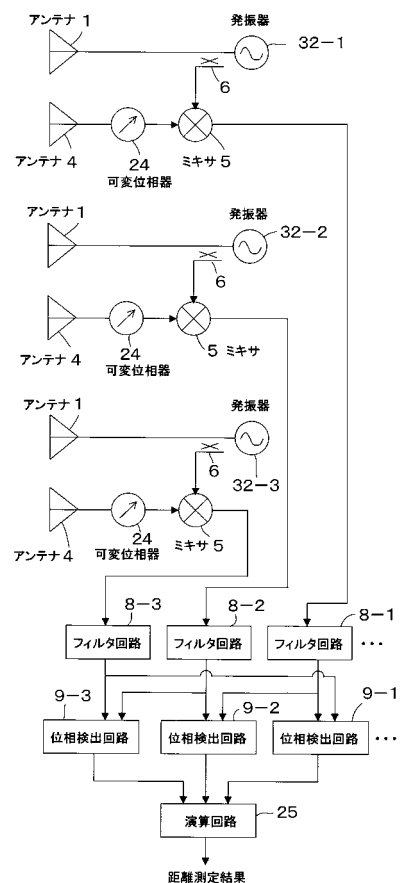 アンテナ 1
発振器
32-1
6
アンテナ 4
24
可変位相器
ミキサ 5
アンテナ 1
発振器
32-2
6
アンテナ 4
24
可変位相器
5 ミキサ
アンテナ 1
発振器
32-3
6
アンテナ 4
24
可変位相器
ミキサ 5
8-3
8-2
8-1
フィルタ回路
フィルタ回路
フィルタ回路
...
9-3
9-2
9-1
位相検出回路
位相検出回路
位相検出回路
...
25
演算回路
距離測定結果